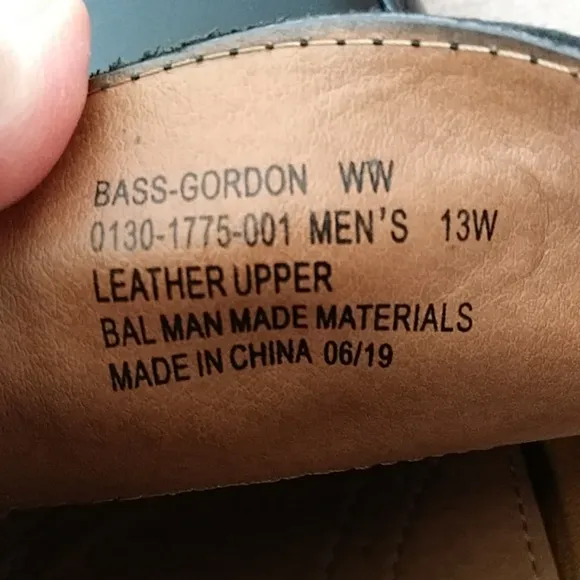 BASS-GORDON WW
0130-1775-001 MEN'S 13W
LEATHER UPPER
BAL MAN MADE MATERIALS
MADE IN CHINA 06/19